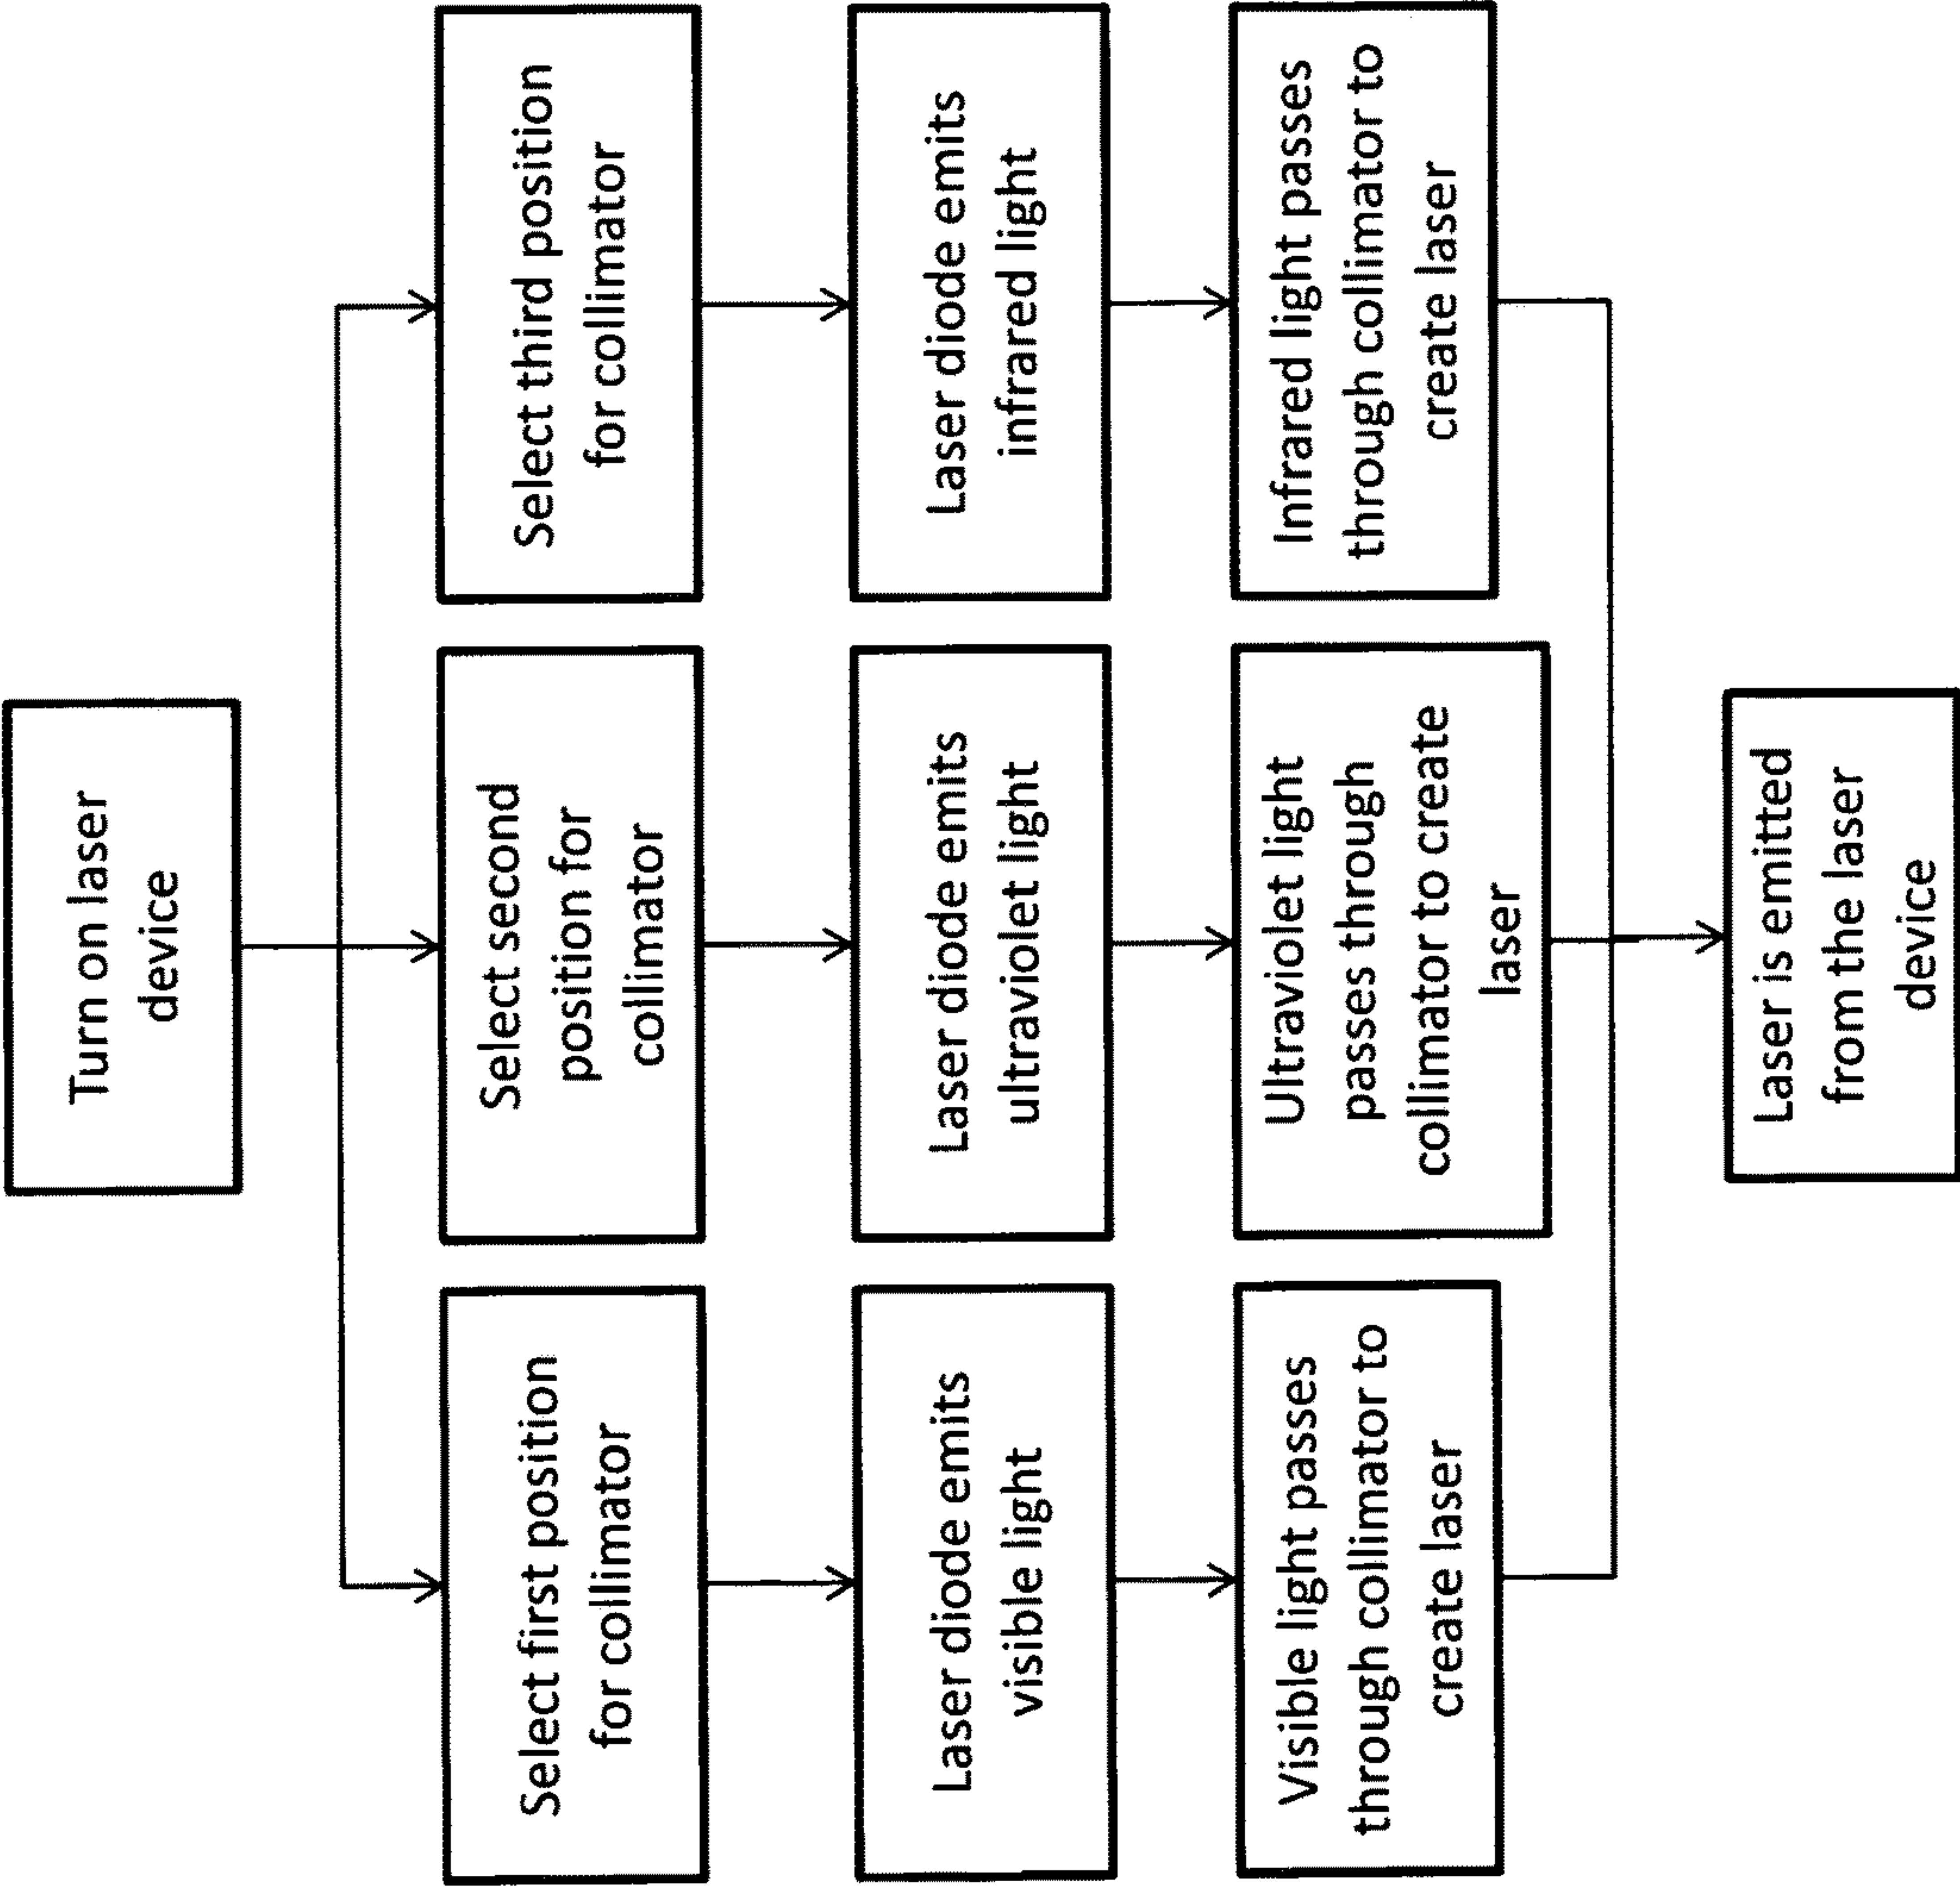 Turn on laser
device
Select first position
for collimator
Select second
position for
collimator
Select third position
for collimator
Laser diode emits
visible light
Laser diode emits
ultraviolet light
Laser diode emits
infrared light
Visible light passes
through collimator to
create laser
Ultraviolet light
passes through
collimator to create
laser
Infrared light passes
through collimator to
create laser
Laser is emitted
from the laser
device